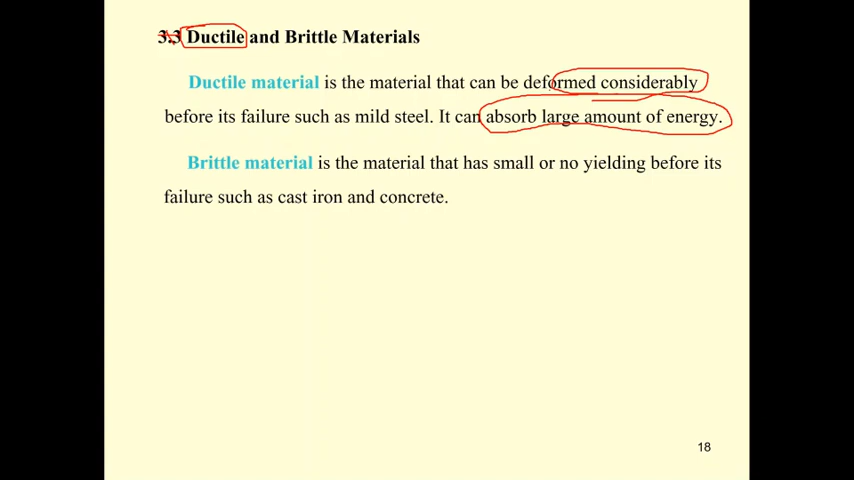 3.3 Ductile and Brittle Materials
Ductile material is the material that can be deformed considerably
before its failure such as mild steel. It can absorb large amount of energy.
Brittle material is the material that has small or no yielding before its
failure such as cast iron and concrete.
18